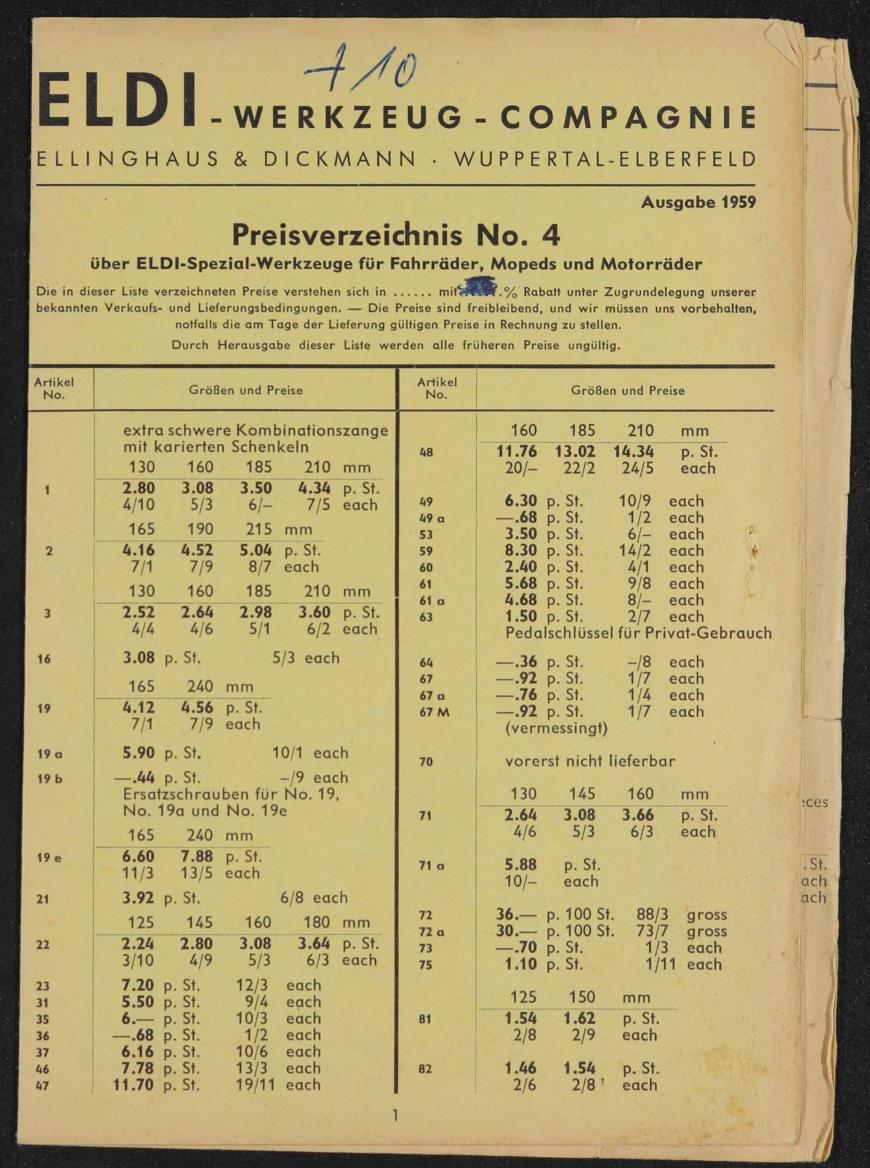 + 10
ELDI - WERKZEUG - COMPAGNIE
ELLINGHAUS & DICKMANN · WUPPERTAL-ELBERFELD
Ausgabe 1959
Preisverzeichnis No. 4
über ELDI-Spezial-Werkzeuge für Fahrräder, Mopeds und Motorräder
Die in dieser Liste verzeichneten Preise verstehen sich in ...... mit .% Rabatt unter Zugrundelegung unserer
bekannten Verkaufs- und Lieferungsbedingungen. — Die Preise sind freibleibend, und wir müssen uns vorbehalten,
notfalls die am Tage der Lieferung gültigen Preise in Rechnung zu stellen.
Durch Herausgabe dieser Liste werden alle früheren Preise ungültig.
Artikel No. Größen und Preise
extra schwere Kombinationszange
mit karierten Schenkeln
130 160 185 210 mm
1 2.80 3.08 3.50 4.34 p. St.
4/10 5/3 6/– 7/5 each
165 190 215 mm
2 4.16 4.52 5.04 p. St.
7/1 7/9 8/7 each
130 160 185 210 mm
3 2.52 2.64 2.98 3.60 p. St.
4/4 4/6 5/1 6/2 each
16 3.08 p. St. 5/3 each
165 240 mm
19 4.12 4.56 p. St.
7/1 7/9 each
19 a 5.90 p. St. 10/1 each
19 b —.44 p. St. –/9 each
Ersatzschrauben für No. 19,
No. 19a und No. 19e
165 240 mm
19 e 6.60 7.88 p. St.
11/3 13/5 each
21 3.92 p. St. 6/8 each
125 145 160 180 mm
22 2.24 2.80 3.08 3.64 p. St.
3/10 4/9 5/3 6/3 each
23 7.20 p. St. 12/3 each
31 5.50 p. St. 9/4 each
35 6.— p. St. 10/3 each
36 —.68 p. St. 1/2 each
37 6.16 p. St. 10/6 each
46 7.78 p. St. 13/3 each
47 11.70 p. St. 19/11 each
Artikel No. Größen und Preise
160 185 210 mm
48 11.76 13.02 14.34 p. St.
20/– 22/2 24/5 each
49 6.30 p. St. 10/9 each
49 a —.68 p. St. 1/2 each
53 3.50 p. St. 6/– each
59 8.30 p. St. 14/2 each
60 2.40 p. St. 4/1 each
61 5.68 p. St. 9/8 each
61 a 4.68 p. St. 8/– each
63 1.50 p. St. 2/7 each
Pedalschlüssel für Privat-Gebrauch
64 —.36 p. St. –/8 each
67 —.92 p. St. 1/7 each
67 a —.76 p. St. 1/4 each
67 M —.92 p. St. 1/7 each
(vermessingt)
70 vorerst nicht lieferbar
130 145 160 mm
71 2.64 3.08 3.66 p. St.
4/6 5/3 6/3 each
71 a 5.88 p. St.
10/– each
72 36.— p. 100 St. 88/3 gross
72 a 30.— p. 100 St. 73/7 gross
73 —.70 p. St. 1/3 each
75 1.10 p. St. 1/11 each
125 150 mm
81 1.54 1.62 p. St.
2/8 2/9 each
82 1.46 1.54 p. St.
2/6 2/8 each
1
. St.